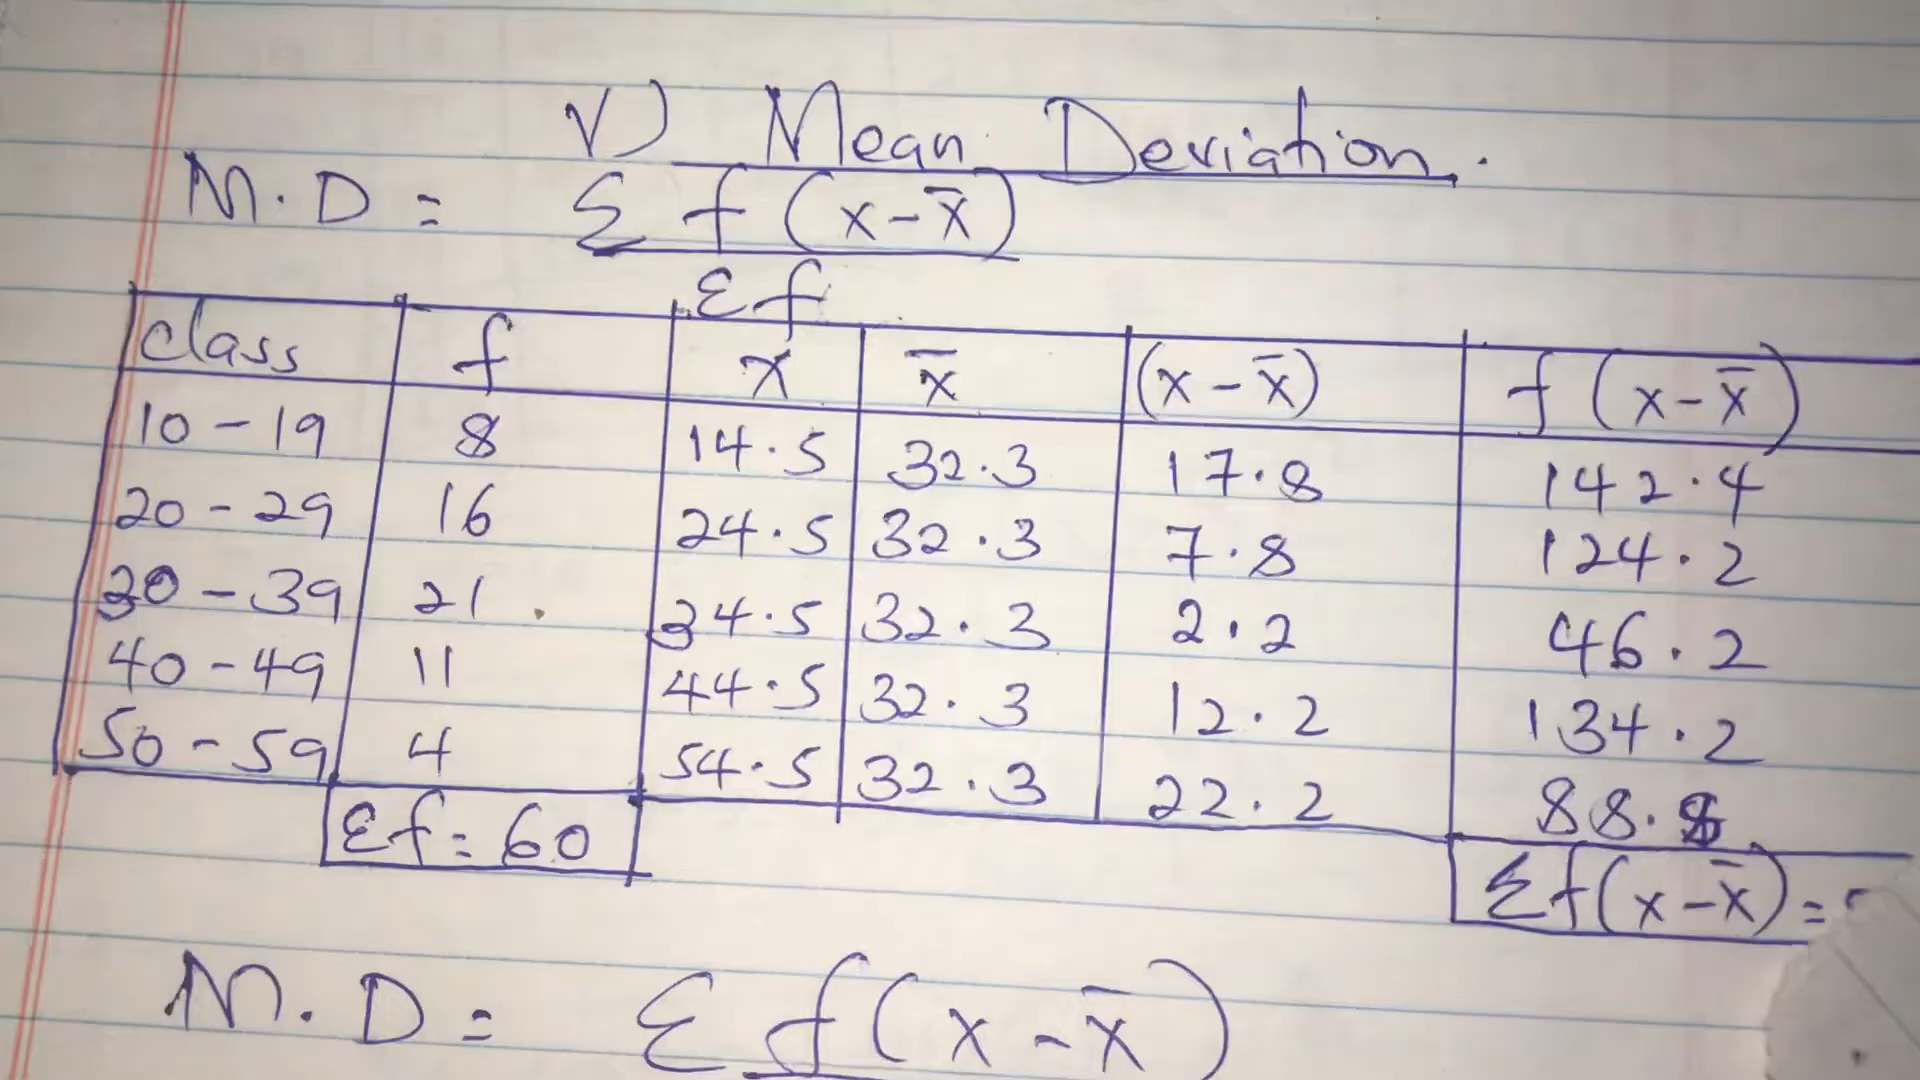 V) Mean Deviation.
M.D = Σ f(x-x̄)
Σf
class f x x̄ (x-x̄) f(x-x̄)
10-19 8 14.5 32.3 17.8 142.4
20-29 16 24.5 32.3 7.8 124.2
30-39 21. 34.5 32.3 2.2 46.2
40-49 11 44.5 32.3 12.2 134.2
50-59 4 54.5 32.3 22.2 88.8
Σf = 60 Σf(x-x̄) =
M.D = Σ f(x-x̄)